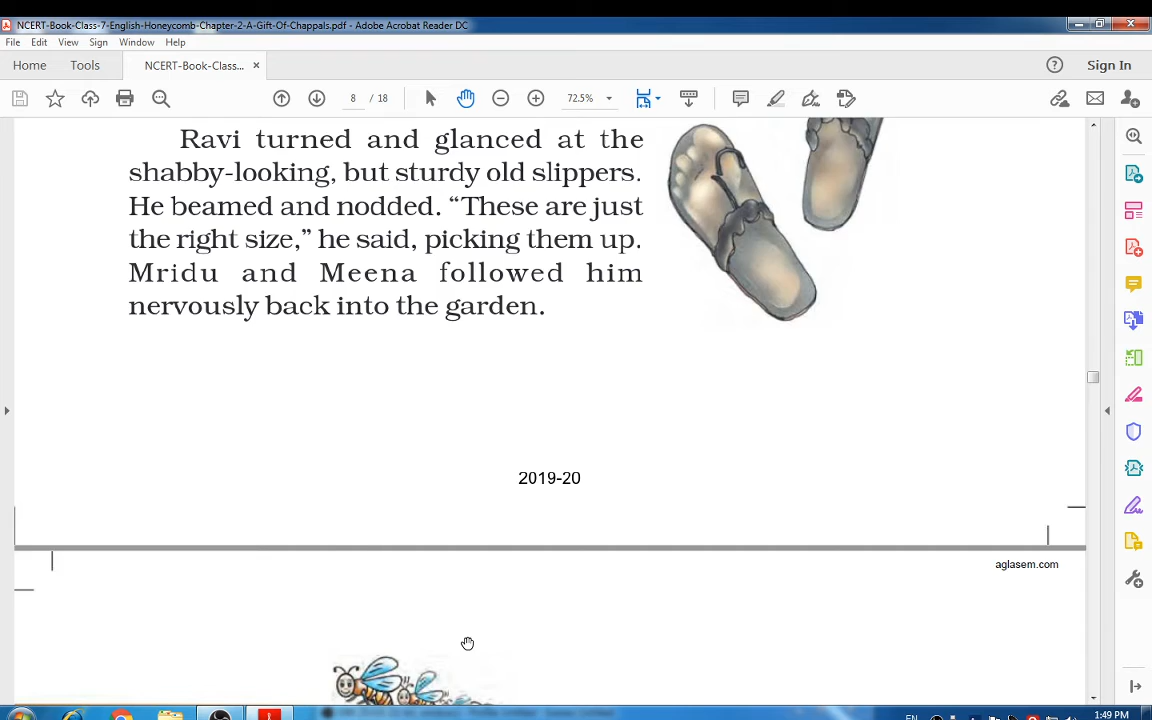 NCERT-Book-Class-7-English-Honeycomb-Chapter-2-A-Gift-Of-Chappals.pdf - Adobe Acrobat Reader DC
File Edit View Sign Window Help
Home Tools NCERT-Book-Class... × Sign In
8 / 18 72.5%
Ravi turned and glanced at the
shabby-looking, but sturdy old slippers.
He beamed and nodded. “These are just
the right size,” he said, picking them up.
Mridu and Meena followed him
nervously back into the garden.
2019-20
aglasem.com
EN 1:49 PM